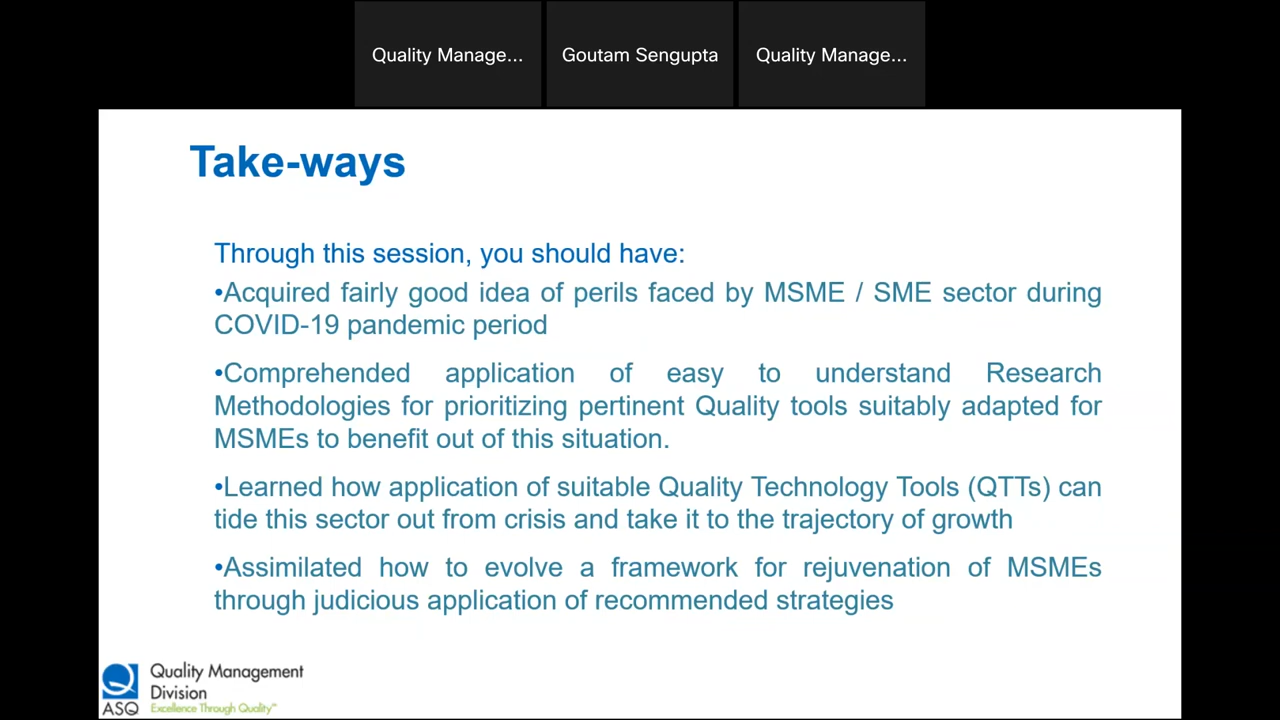 Quality Manage...
Goutam Sengupta
Quality Manage...
Take-ways
Through this session, you should have:
•Acquired fairly good idea of perils faced by MSME / SME sector during
COVID-19 pandemic period
•Comprehended application of easy to understand Research
Methodologies for prioritizing pertinent Quality tools suitably adapted for
MSMEs to benefit out of this situation.
•Learned how application of suitable Quality Technology Tools (QTTs) can
tide this sector out from crisis and take it to the trajectory of growth
•Assimilated how to evolve a framework for rejuvenation of MSMEs
through judicious application of recommended strategies
Quality Management
Division
Excellence Through Quality™
ASQ